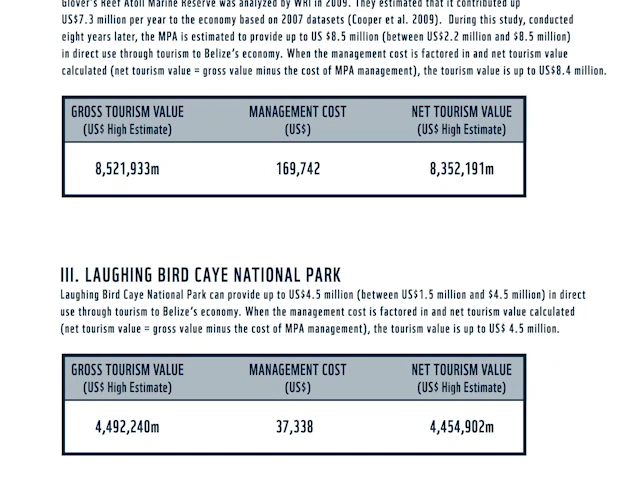 Glover's Reef Atoll Marine Reserve was analyzed by WRI in 2009. They estimated that it contributed up
US$7.3 million per year to the economy based on 2007 datasets (Cooper et al. 2009). During this study, conducted
eight years later, the MPA is estimated to provide up to US $8.5 million (between US$2.2 million and $8.5 million)
in direct use through tourism to Belize's economy. When the management cost is factored in and net tourism value
calculated (net tourism value = gross value minus the cost of MPA management), the tourism value is up to US$8.4 million.
GROSS TOURISM VALUE MANAGEMENT COST NET TOURISM VALUE
(US$ High Estimate) (US$) (US$ High Estimate)
8,521,933m 169,742 8,352,191m
III. LAUGHING BIRD CAYE NATIONAL PARK
Laughing Bird Caye National Park can provide up to US$4.5 million (between US$1.5 million and $4.5 million) in direct
use through tourism to Belize's economy. When the management cost is factored in and net tourism value calculated
(net tourism value = gross value minus the cost of MPA management), the tourism value is up to US$ 4.5 million.
GROSS TOURISM VALUE MANAGEMENT COST NET TOURISM VALUE
(US$ High Estimate) (US$) (US$ High Estimate)
4,492,240m 37,338 4,454,902m